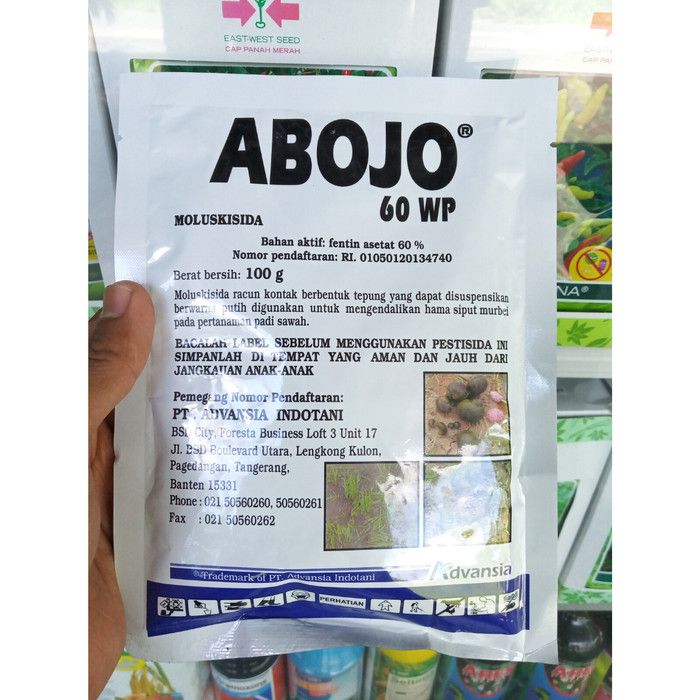 EAST-WEST SEED
CAP PANAH MERAH
EAST-WEST
CAP PANA
ABOJO®
60 WP
MOLUSKISIDA
Bahan aktif: fentin asetat 60 %
Nomor pendaftaran: RI. 01050120134740
Berat bersih: 100 g
Moluskisida racun kontak berbentuk tepung yang dapat disuspensikan
berwarna putih digunakan untuk mengendalikan hama siput murbei
pada pertanaman padi sawah.
BACALAH LABEL SEBELUM MENGGUNAKAN PESTISIDA INI
SIMPANLAH DI TEMPAT YANG AMAN DAN JAUH DARI
JANGKAUAN ANAK-ANAK
Pemegang Nomor Pendaftaran:
PT. ADVANSIA INDOTANI
BSD City, Foresta Business Loft 3 Unit 17
Jl. BSD Boulevard Utara, Lengkong Kulon,
Pagedangan, Tangerang,
Banten 15331
Phone : 021 50560260, 50560261
Fax : 021 50560262
Advansia
® Trademark of PT. Advansia Indotani
PERHATIAN